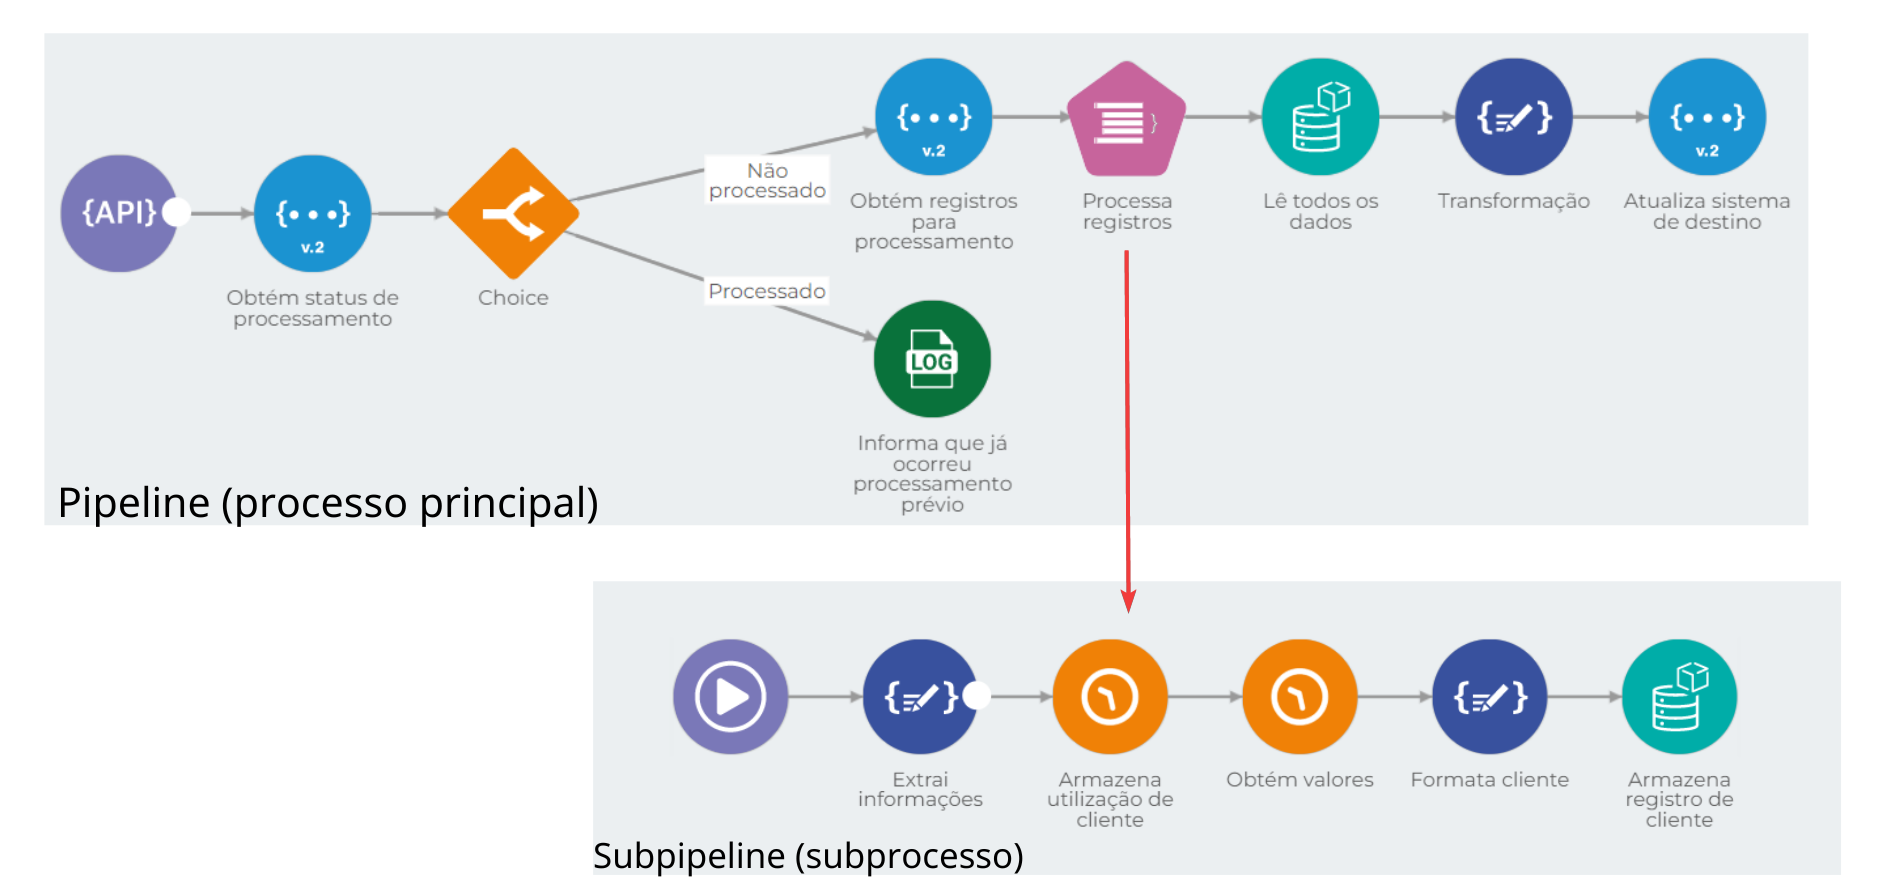 {API}
{•••}
v.2
Obtém status de
processamento
Choice
Não
processado
Processado
{•••}
v.2
Obtém registros
para
processamento
LOG
Informa que já
ocorreu
processamento
prévio
}
Processa
registros
Lê todos os
dados
{ }
Transformação
{•••}
v.2
Atualiza sistema
de destino
Pipeline (processo principal)
{ }
Extrai
informações
Armazena
utilização de
cliente
Obtém valores
{ }
Formata cliente
Armazena
registro de
cliente
Subpipeline (subprocesso)